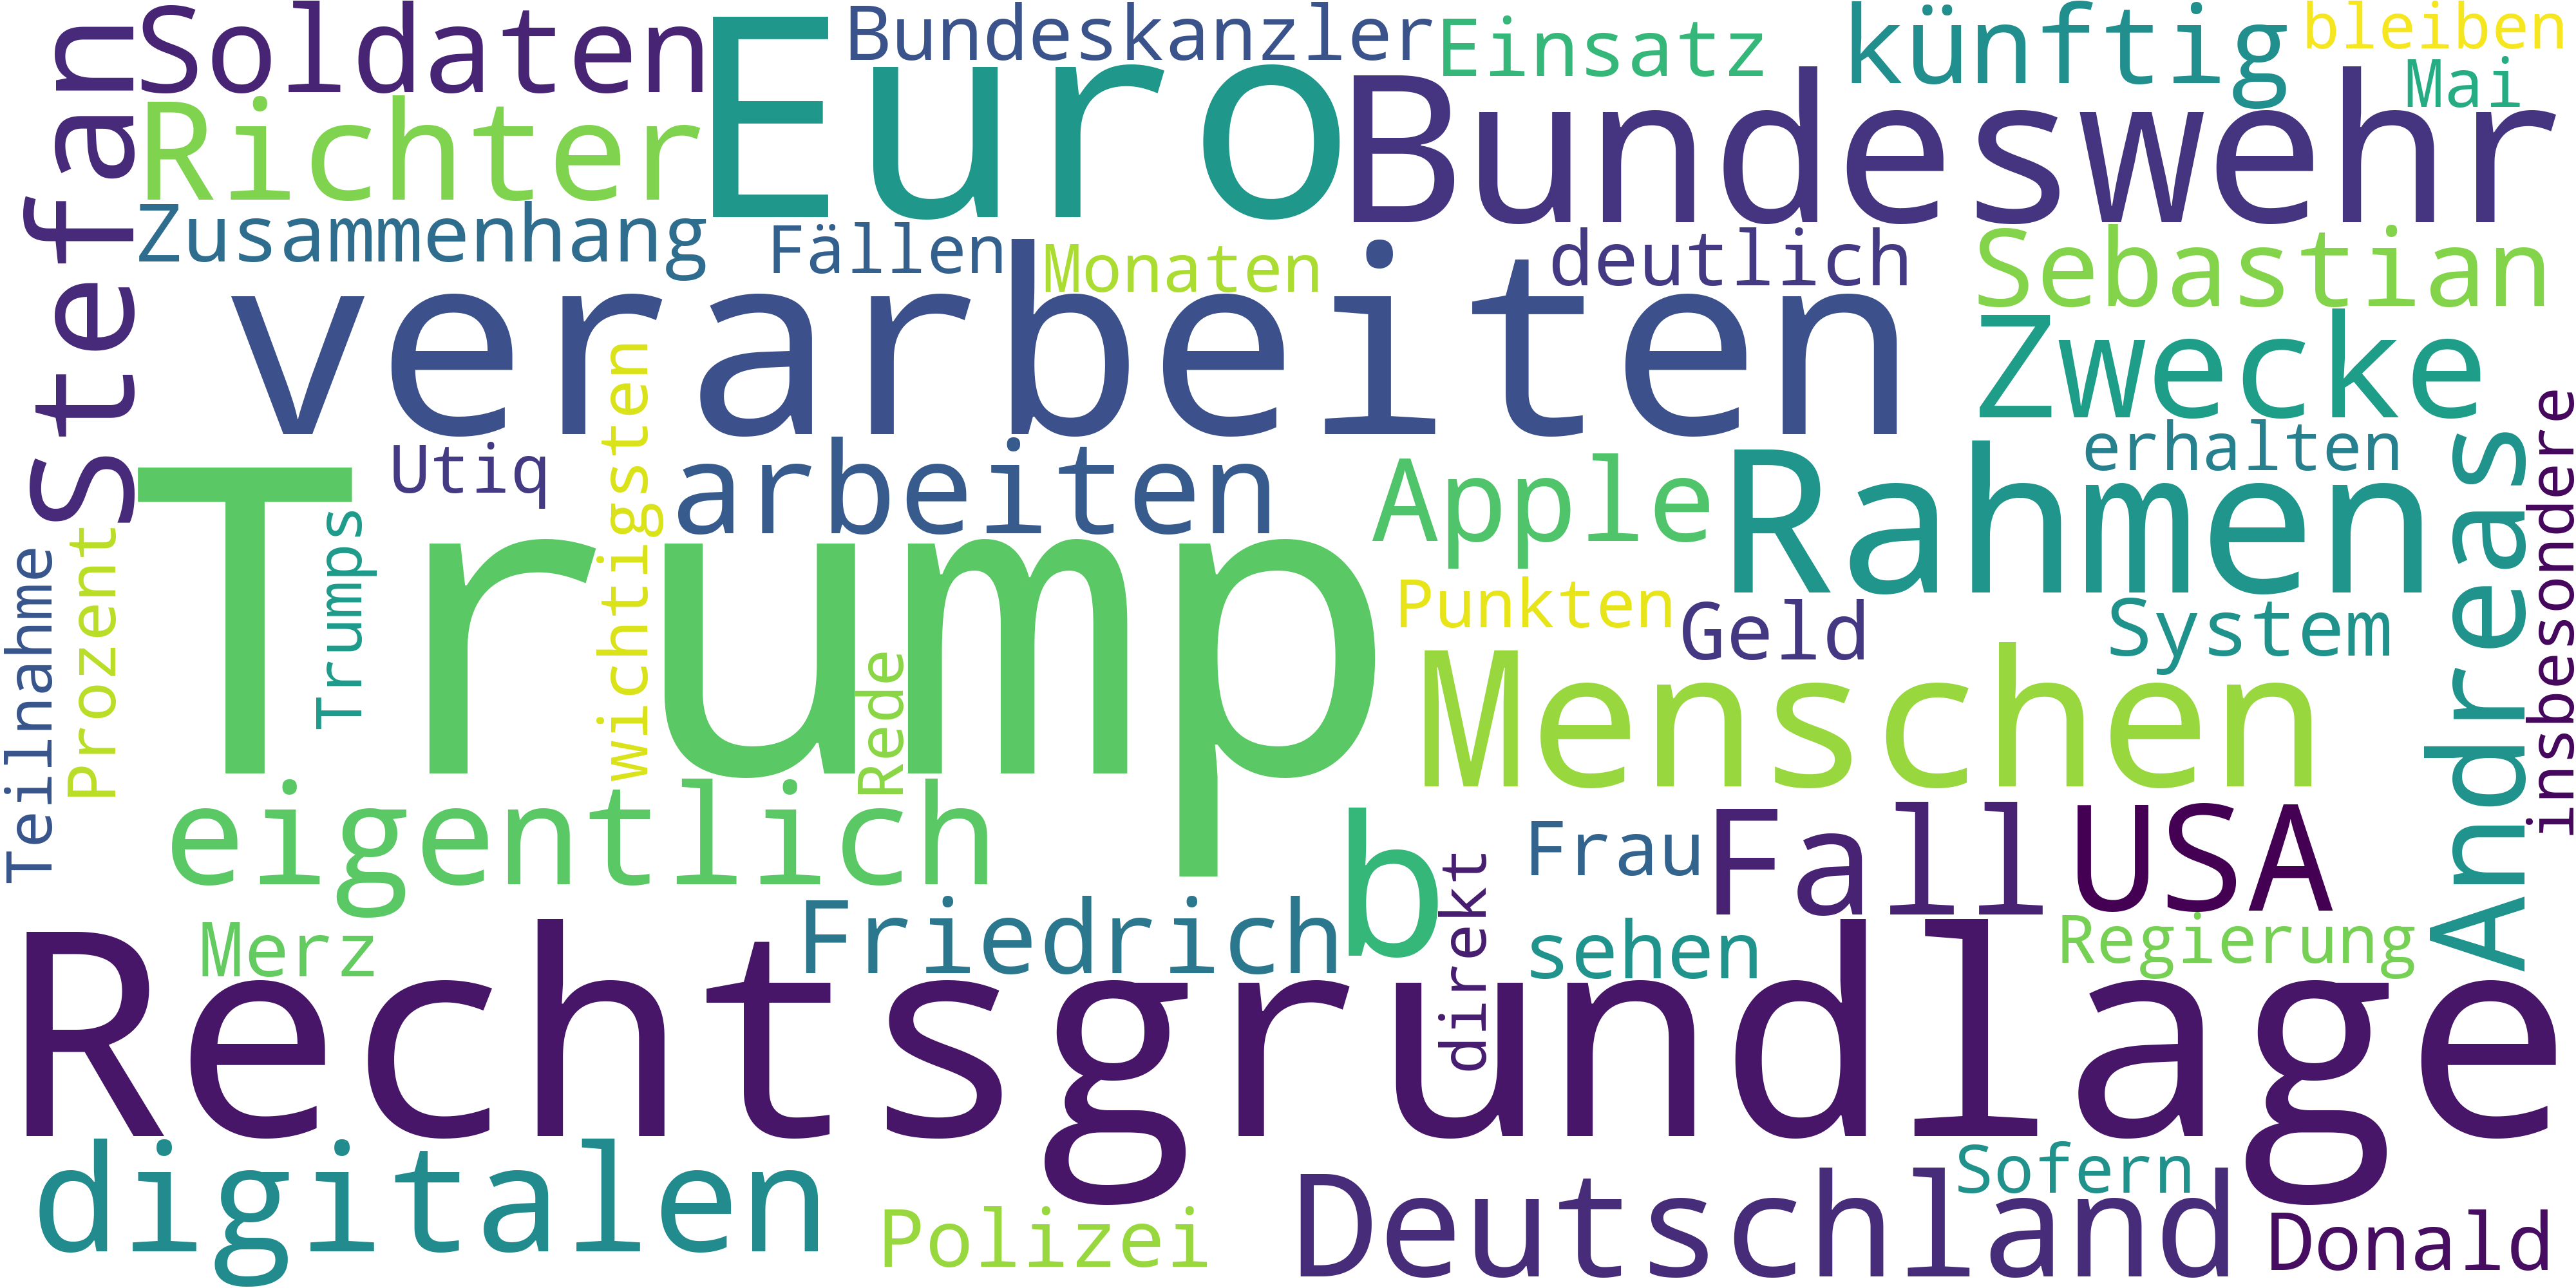 Stefan
Soldaten
Euro
Bundeskanzler
Einsatz
künftig
bleiben
Mai
Richter
Bundeswehr
Zusammenhang
Fällen
Monaten
deutlich
Sebastian
verarbeiten
Zwecke
Utiq
wichtigsten
arbeiten
Apple
Rahmen
erhalten
Andreas
insbesondere
Teilnahme
Prozent
Trumps
Trump
Rede
Punkten
Geld
System
Menschen
eigentlich
b
Frau
Fall
USA
direkt
Merz
Friedrich
sehen
Regierung
Rechtsgrundlage
digitalen
Polizei
Deutschland
Sofern
Donald